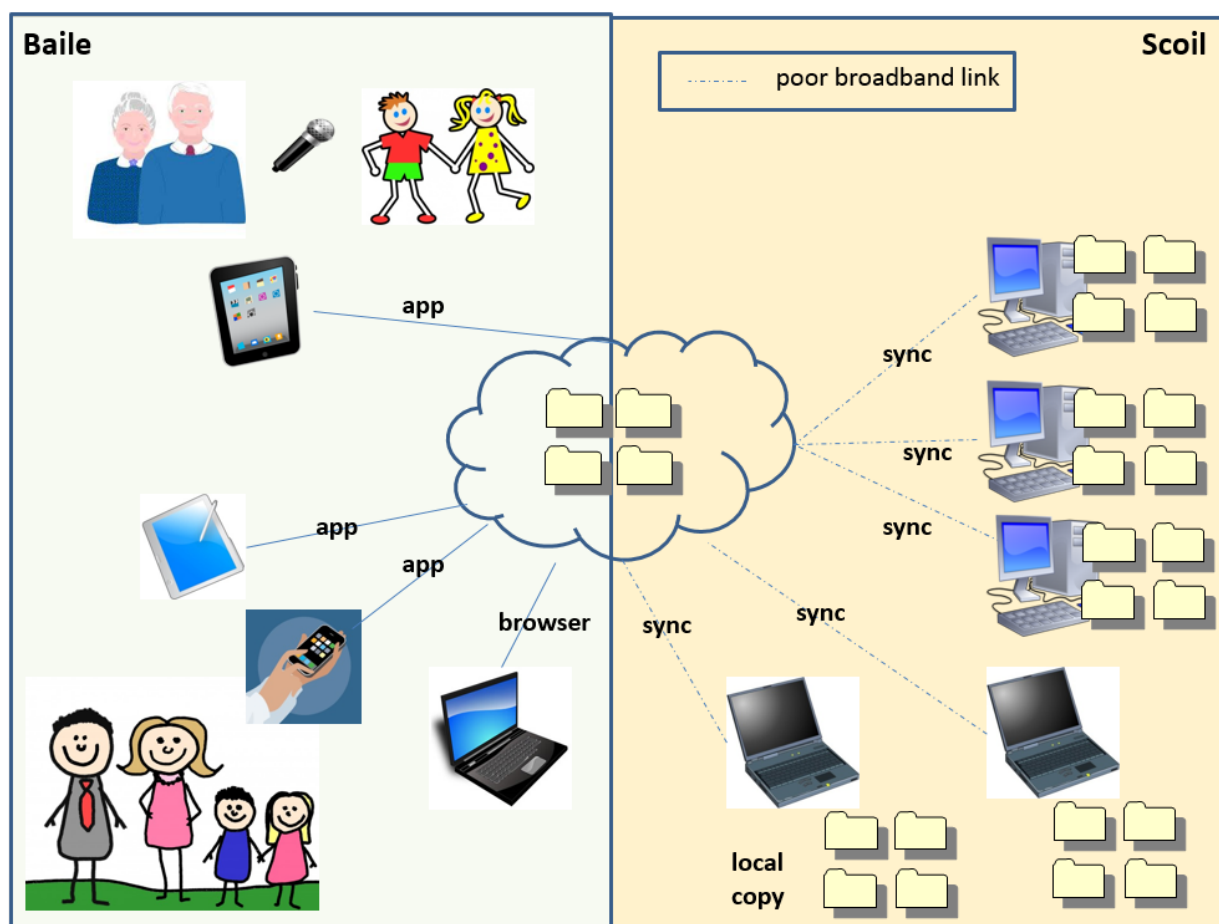 Baile
Scoil
poor broadband link
app
sync
sync
app
sync
app
browser
sync
sync
local
copy